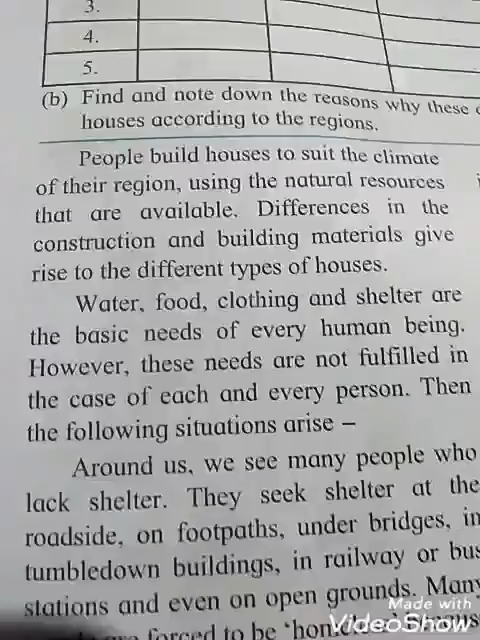 3.
4.
5.
(b) Find and note down the reasons why these
houses according to the regions.
People build houses to suit the climate
of their region, using the natural resources
that are available. Differences in the
construction and building materials give
rise to the different types of houses.
Water, food, clothing and shelter are
the basic needs of every human being.
However, these needs are not fulfilled in
the case of each and every person. Then
the following situations arise –
Around us, we see many people who
lack shelter. They seek shelter at the
roadside, on footpaths, under bridges, in
tumbledown buildings, in railway or bus
stations and even on open grounds. Many
are forced to be
Made with
VideoShow